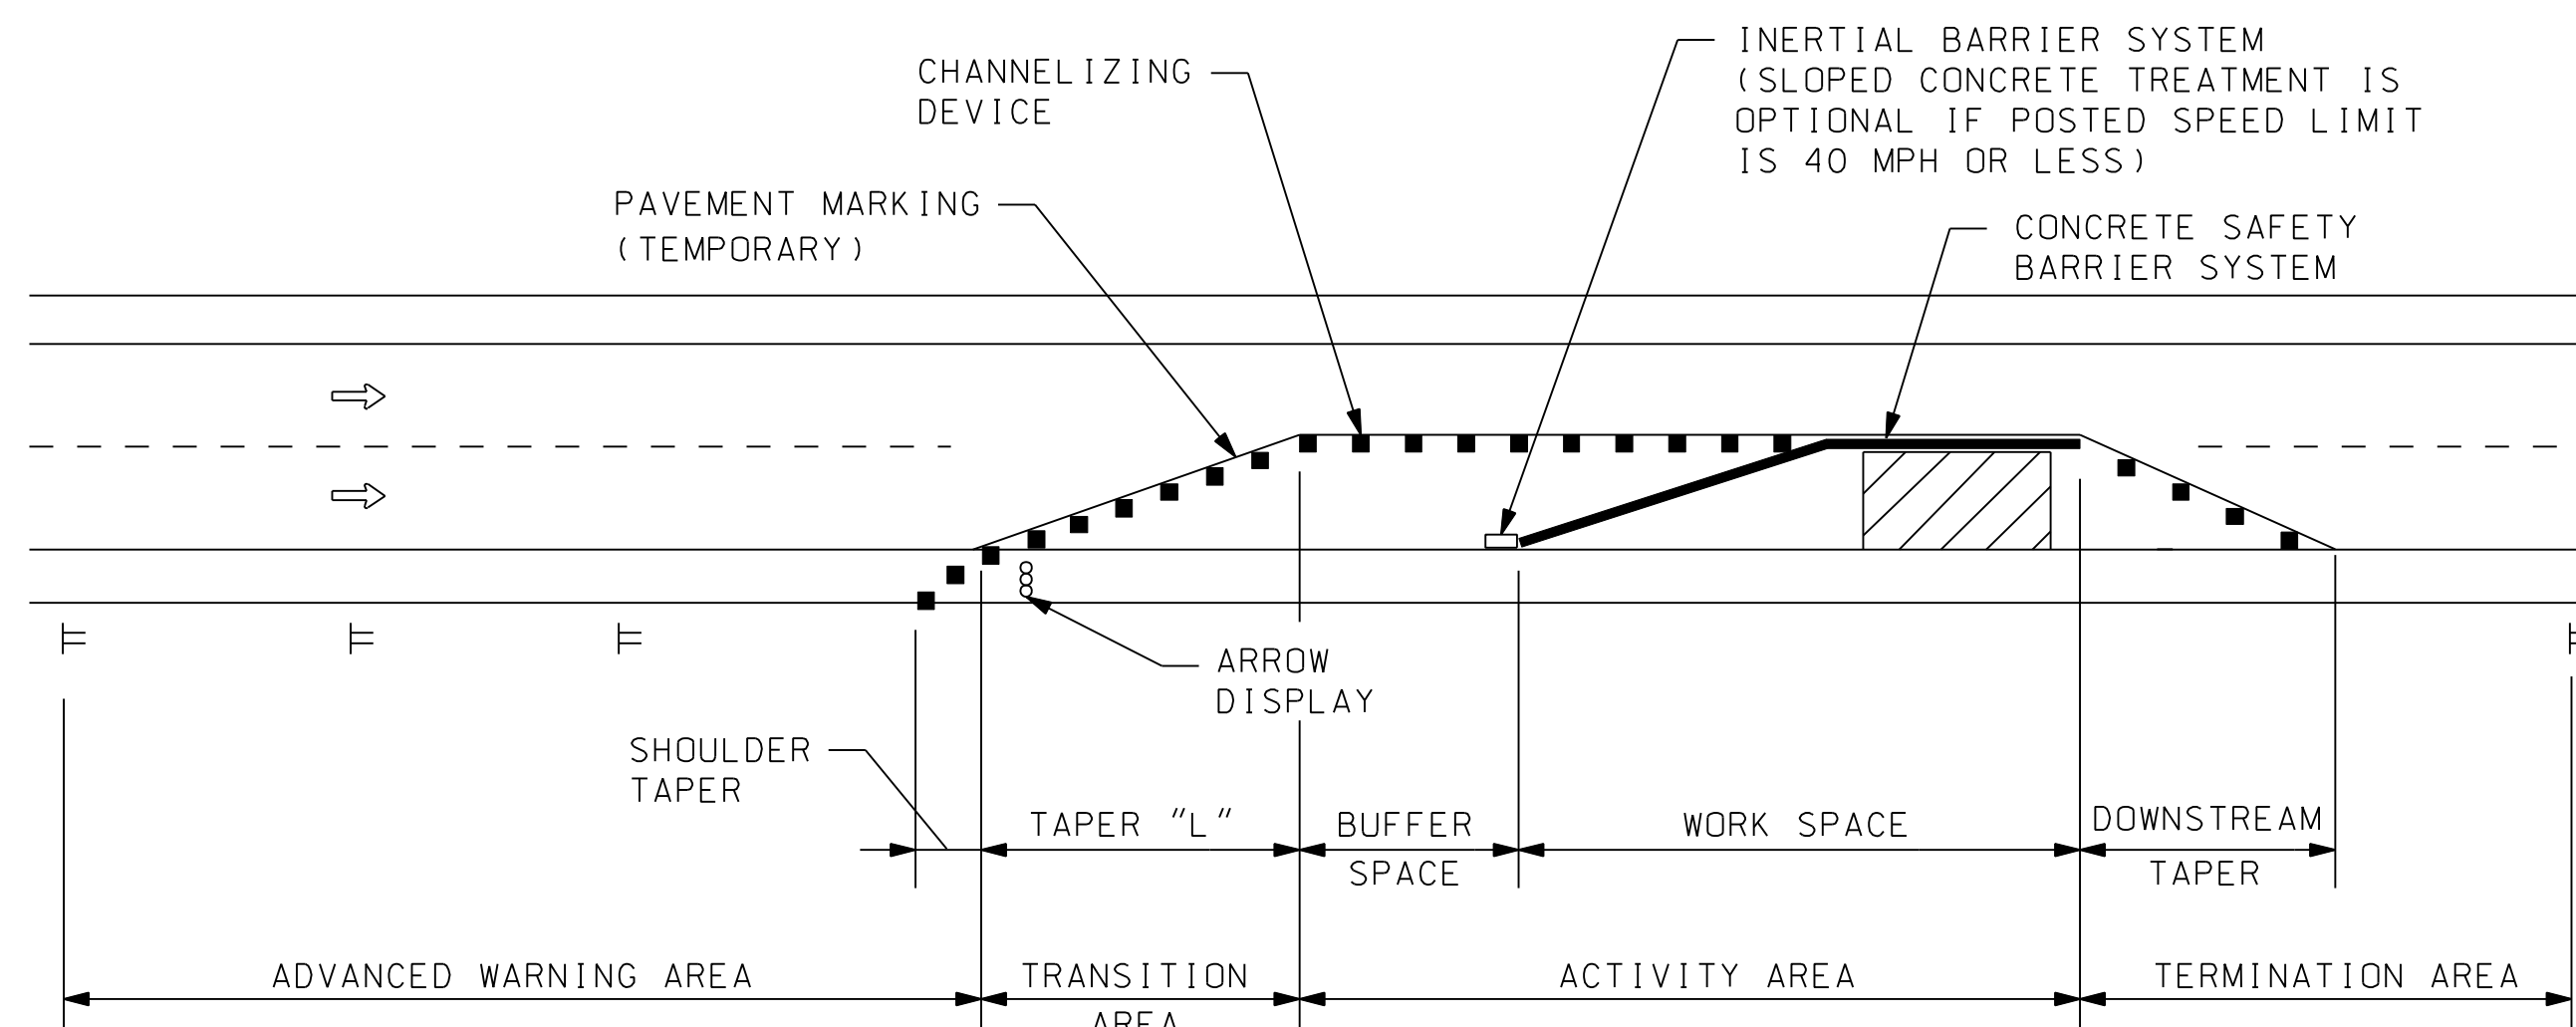 INERTIAL BARRIER SYSTEM
(SLOPED CONCRETE TREATMENT IS
OPTIONAL IF POSTED SPEED LIMIT
IS 40 MPH OR LESS)
CHANNELIZING
DEVICE
PAVEMENT MARKING
(TEMPORARY)
CONCRETE SAFETY
BARRIER SYSTEM
ARROW
DISPLAY
SHOULDER
TAPER
TAPER "L"
BUFFER
SPACE
WORK SPACE
DOWNSTREAM
TAPER
ADVANCED WARNING AREA
TRANSITION
AREA
ACTIVITY AREA
TERMINATION AREA